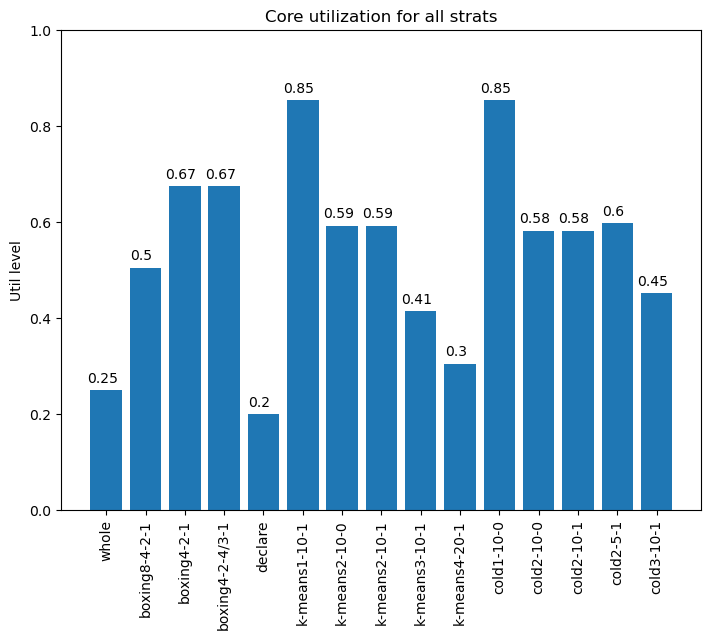 Core utilization for all strats
Util level
1.0
0.8
0.6
0.4
0.2
0.0
0.25
0.5
0.67
0.67
0.2
0.85
0.59
0.59
0.41
0.3
0.85
0.58
0.58
0.6
0.45
whole
boxing8-4-2-1
boxing4-2-1
boxing4-2-4/3-1
declare
k-means1-10-1
k-means2-10-0
k-means2-10-1
k-means3-10-1
k-means4-20-1
cold1-10-0
cold2-10-0
cold2-10-1
cold2-5-1
cold3-10-1